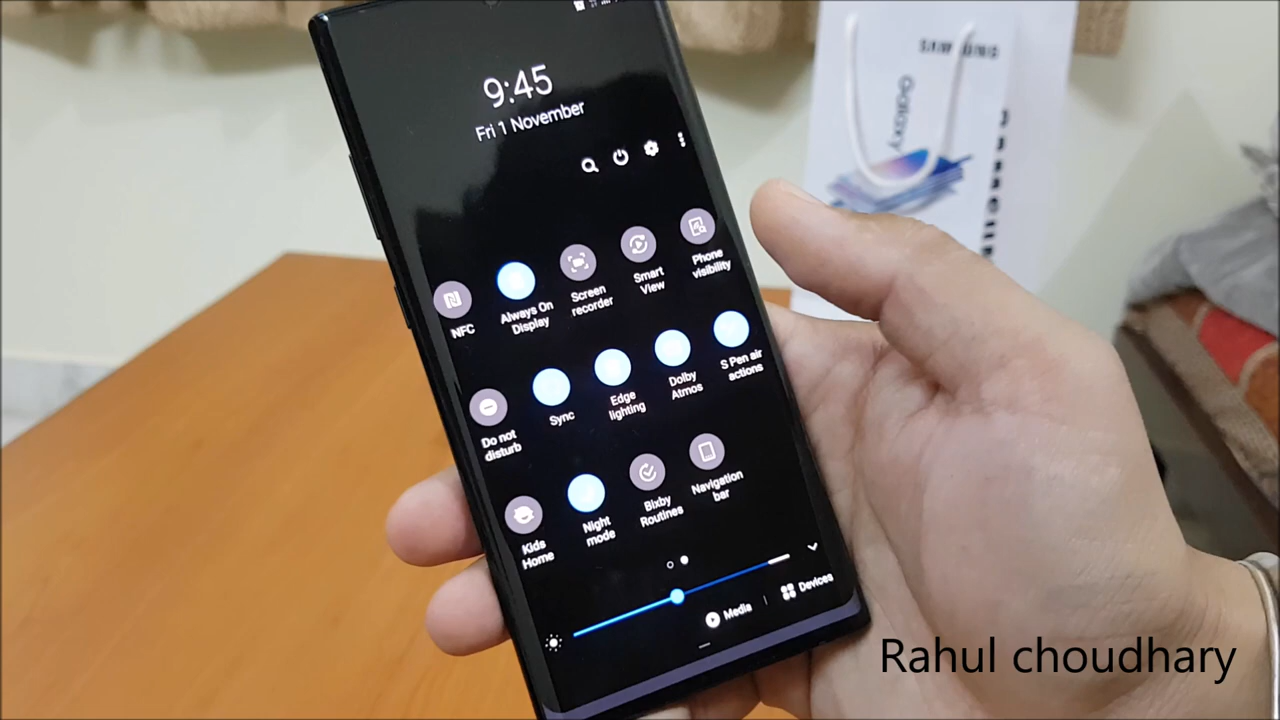 9:45
Fri 1 November
NFC
Always On
Display
Screen
recorder
Smart
View
Phone
visibility
Do not
disturb
Sync
Edge
lighting
Dolby
Atmos
S Pen air
actions
Kids
Home
Night
mode
Bixby
Routines
Navigation
bar
Media
Devices
SAMSUNG
Galaxy
Rahul choudhary